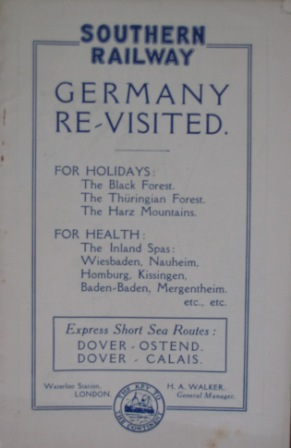 SOUTHERN
RAILWAY
GERMANY
RE-VISITED.
FOR HOLIDAYS:
The Black Forest.
The Thüringian Forest.
The Harz Mountains.
FOR HEALTH:
The Inland Spas:
Wiesbaden, Nauheim,
Homburg, Kissingen,
Baden-Baden, Mergentheim.
etc., etc.
Express Short Sea Routes:
DOVER - OSTEND.
DOVER - CALAIS.
Waterloo Station,
LONDON.
H. A. WALKER,
General Manager.
THE KEY TO
THE CONTINENT